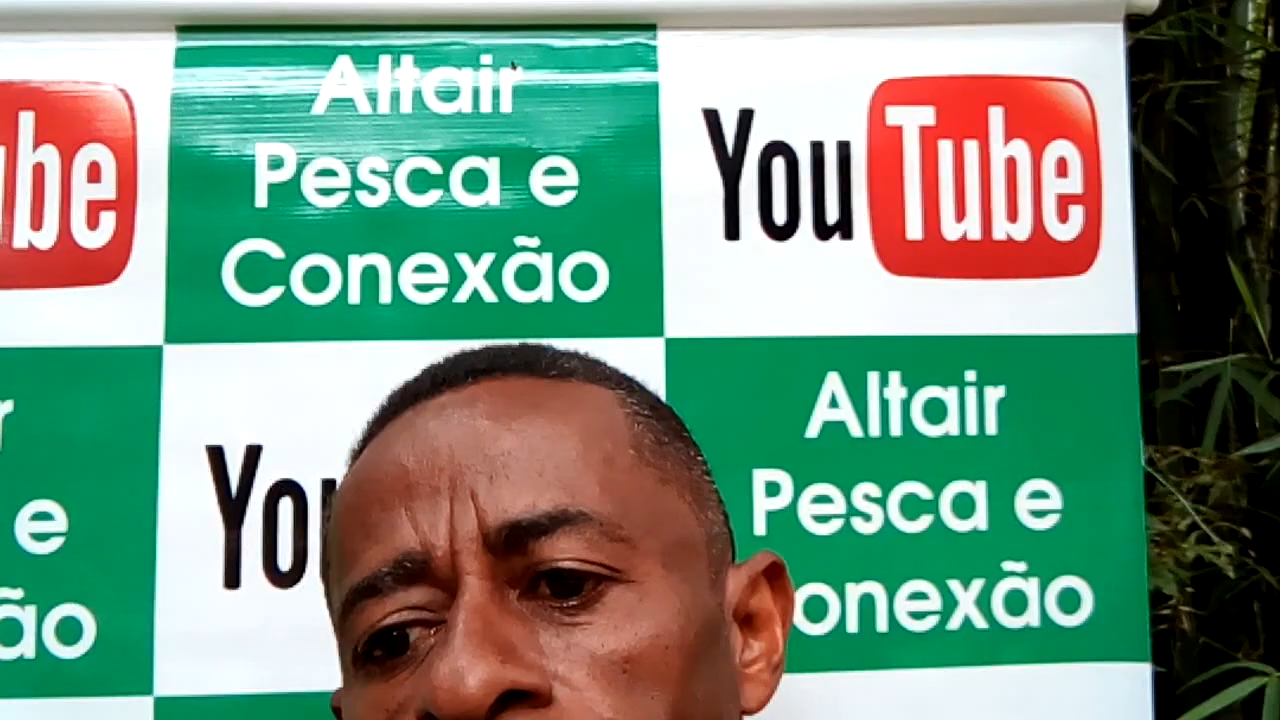 ube
Altair
Pesca e
Conexão
YouTube
r
e
ão
You
Altair
Pesca e
onexão